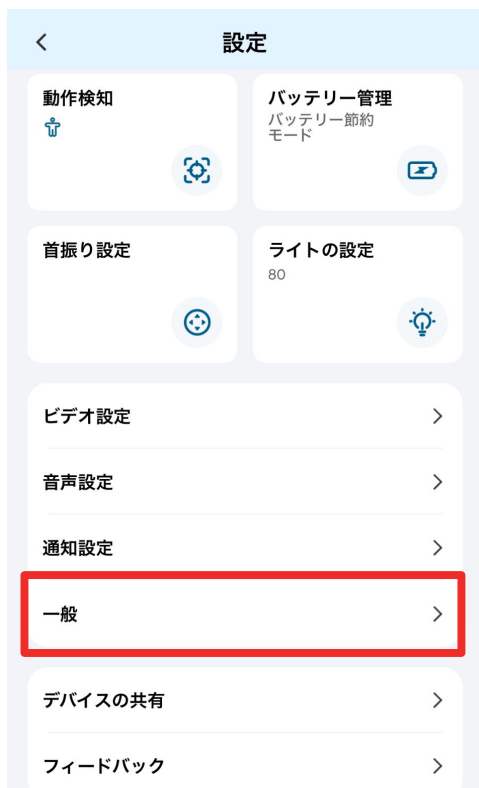 設定
動作検知
バッテリー管理
バッテリー節約
モード
首振り設定
ライトの設定
80
ビデオ設定
音声設定
通知設定
一般
デバイスの共有
フィードバック